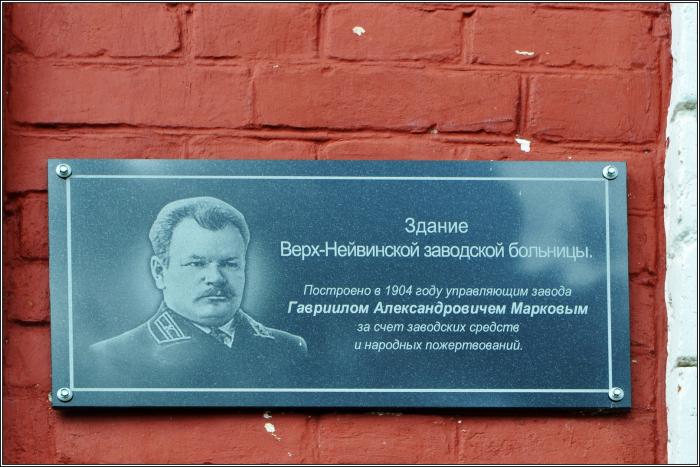 Здание
Верх-Нейвинской заводской больницы.
Построено в 1904 году управляющим завода
Гавриилом Александровичем Марковым
за счет заводских средств
и народных пожертвований.